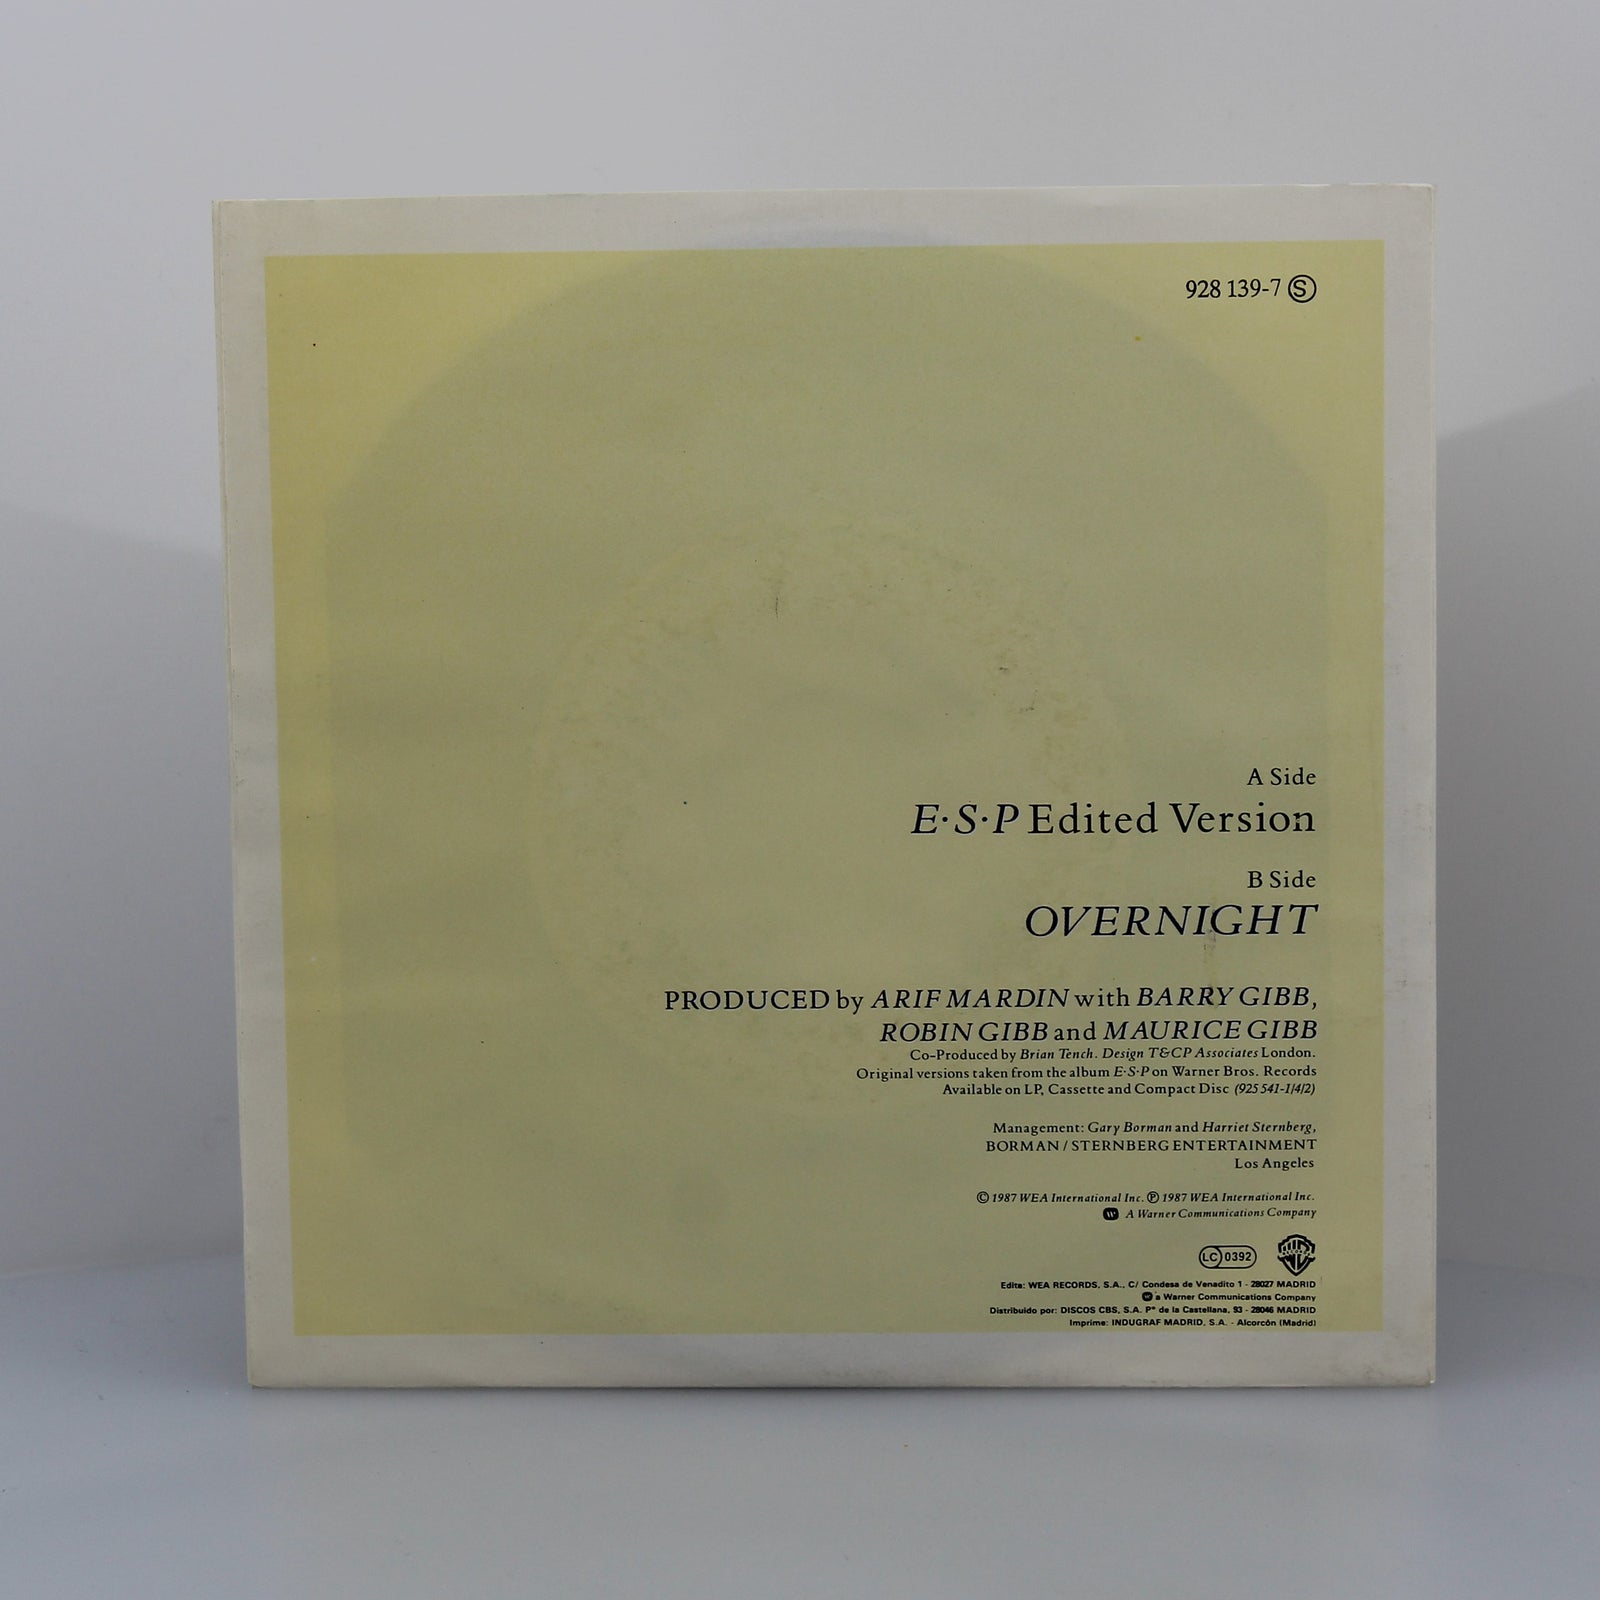 928 139-7 Ⓢ
A Side
E·S·P Edited Version
B Side
OVERNIGHT
PRODUCED by ARIF MARDIN with BARRY GIBB,
ROBIN GIBB and MAURICE GIBB
Co-Produced by Brian Tench. Design T&CP Associates London.
Original versions taken from the album E·S·P on Warner Bros. Records
Available on LP, Cassette and Compact Disc (925 541-1/4/2)
Management: Gary Borman and Harriet Sternberg,
BORMAN / STERNBERG ENTERTAINMENT
Los Angeles
© 1987 WEA International Inc. ℗ 1987 WEA International Inc.
A Warner Communications Company
LC 0392
Edita: WEA RECORDS, S.A., C/ Condesa de Venadito 1 - 28027 MADRID
a Warner Communications Company
Distribuido por: DISCOS CBS, S.A. Pº de la Castellana, 93 - 28046 MADRID
Imprime: INDUGRAF MADRID, S.A. - Alcorcón (Madrid)